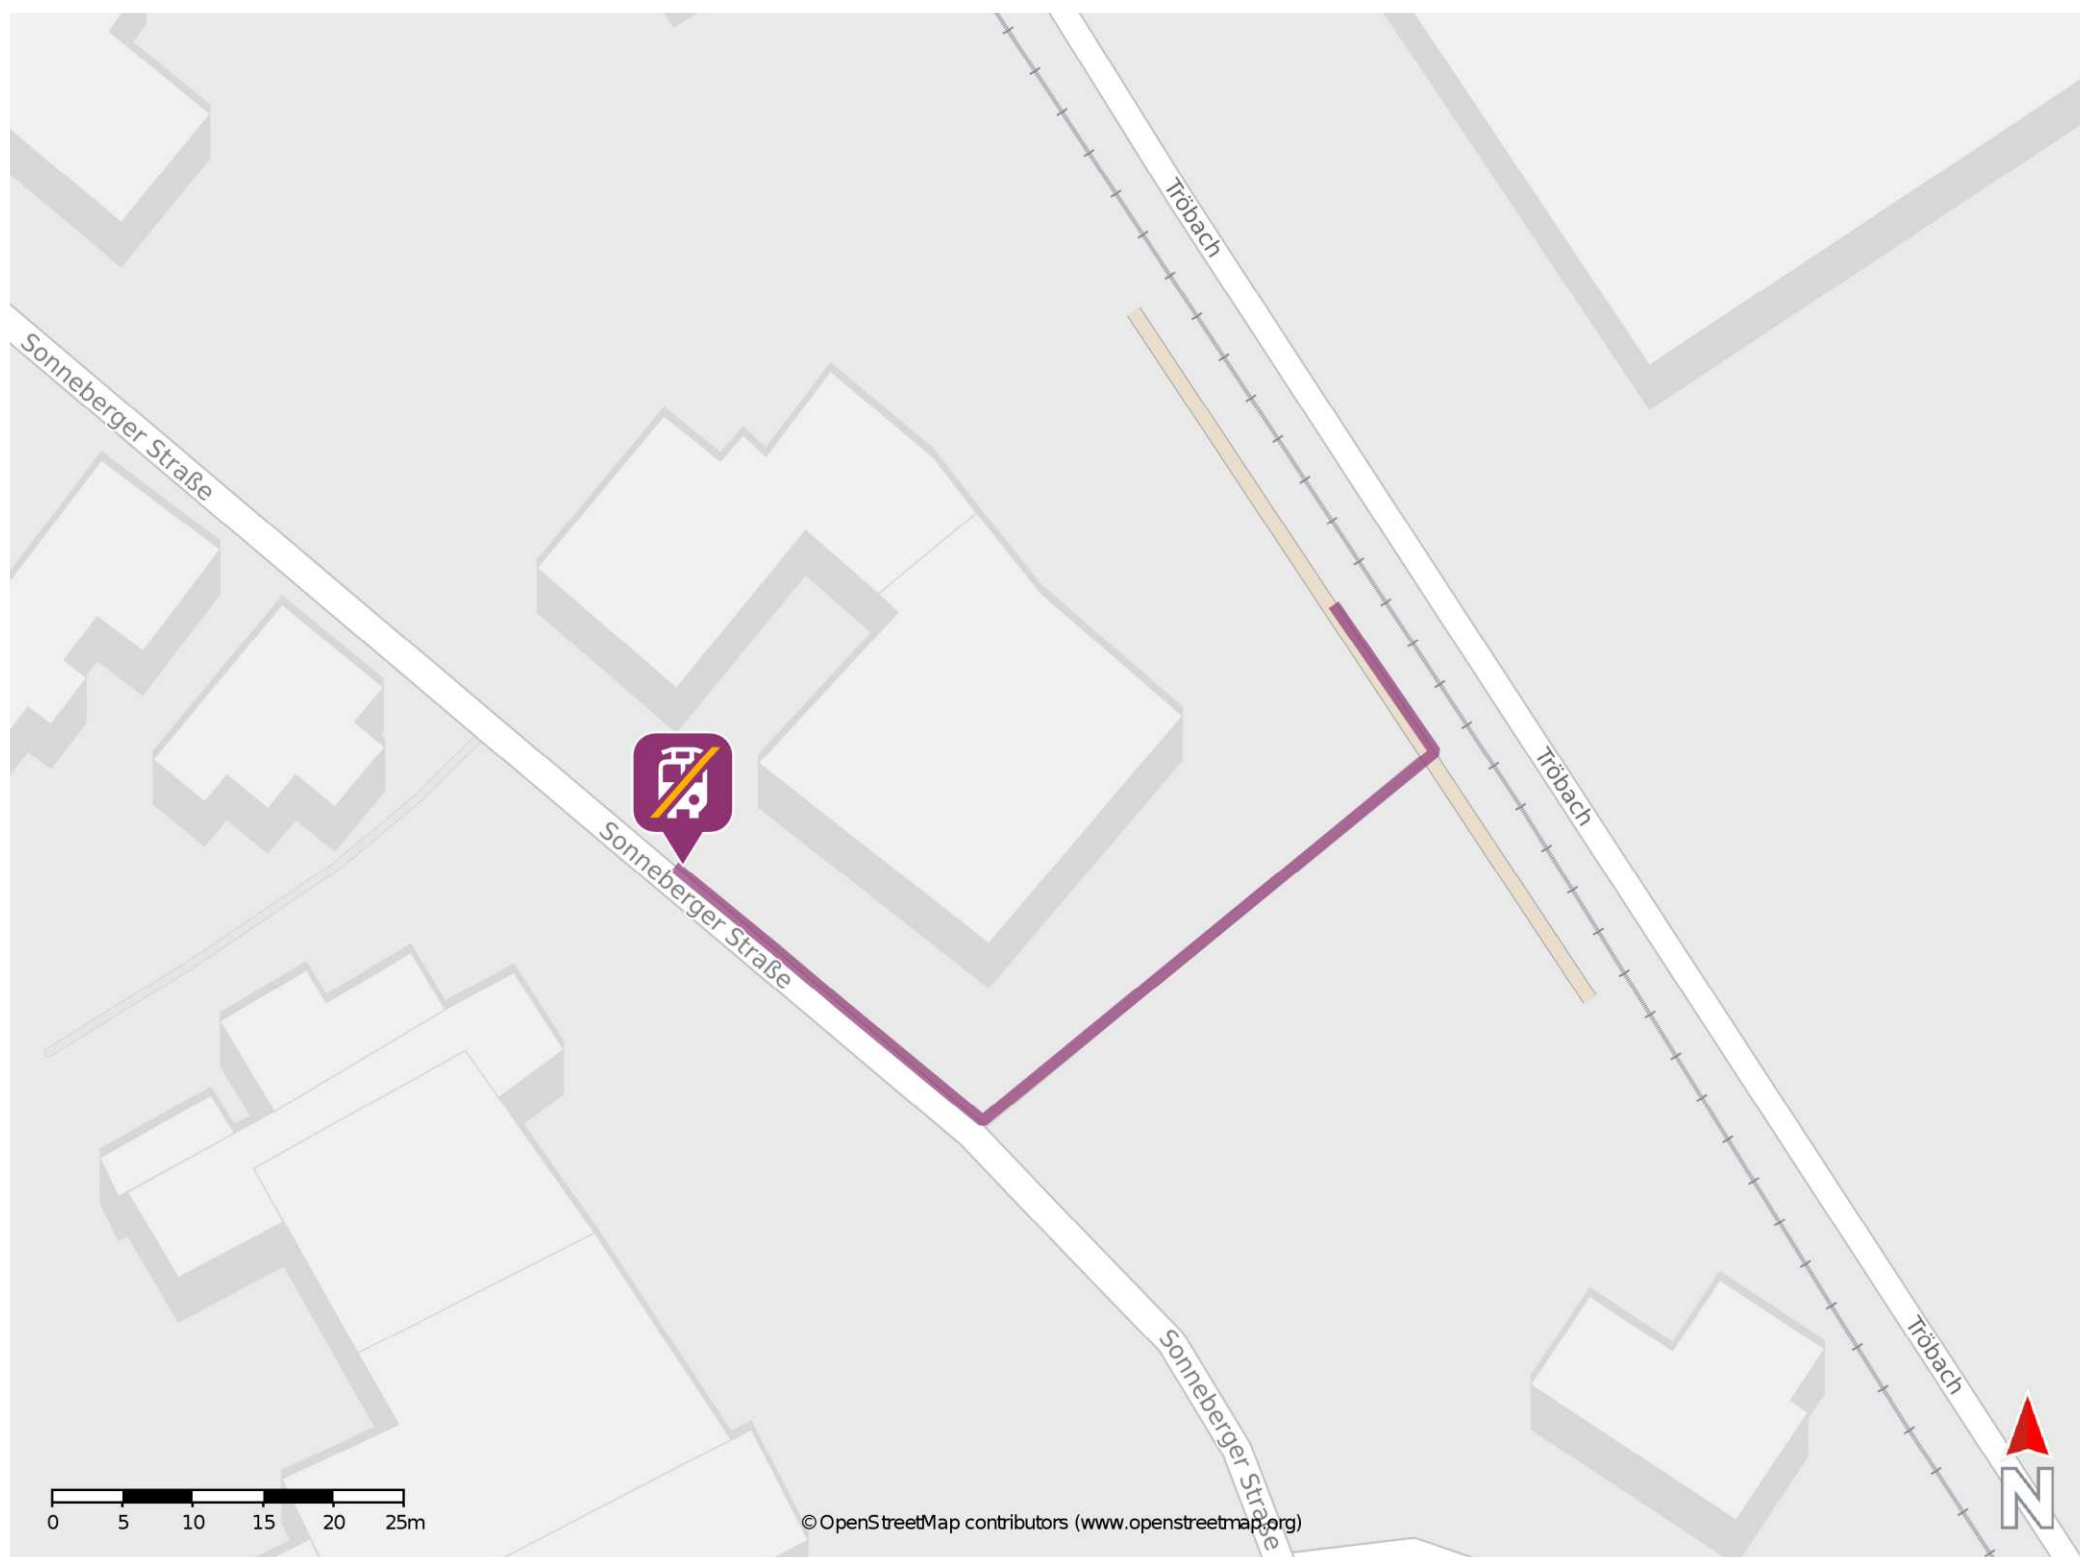 Tröbach
Sonneberger Straße
Tröbach
Sonneberger Straße
Tröbach
Sonneberger Straße
N
0 5 10 15 20 25m
© OpenStreetMap contributors (www.openstreetmap.org)